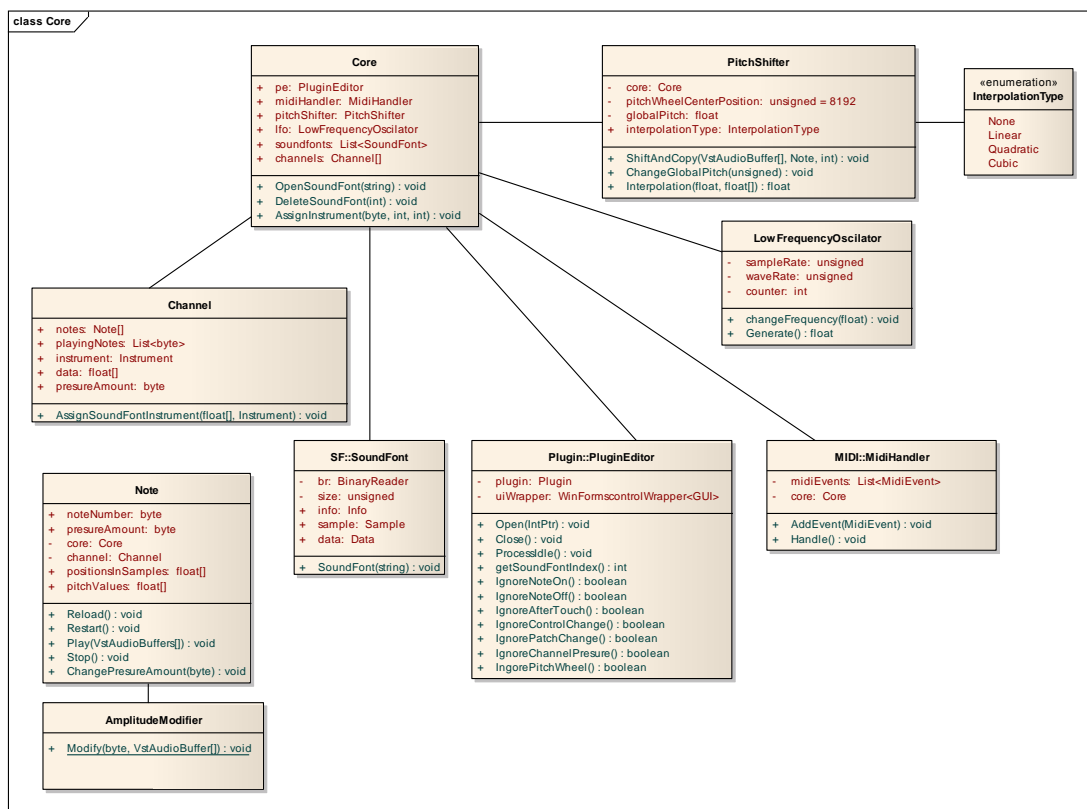 class Core
Core
+ pe: PluginEditor
+ midiHandler: MidiHandler
+ pitchShifter: PitchShifter
+ lfo: LowFrequencyOscilator
+ soundfonts: List<SoundFont>
+ channels: Channel[]
+ OpenSoundFont(string) : void
+ DeleteSoundFont(int) : void
+ AssignInstrument(byte, int, int) : void
PitchShifter
- core: Core
- pitchWheelCenterPosition: unsigned = 8192
- globalPitch: float
+ interpolationType: InterpolationType
+ ShiftAndCopy(VstAudioBuffer[], Note, int) : void
+ ChangeGlobalPitch(unsigned) : void
+ Interpolation(float, float[]) : float
«enumeration»
InterpolationType
None
Linear
Quadratic
Cubic
LowFrequencyOscilator
- sampleRate: unsigned
- waveRate: unsigned
- counter: int
+ changeFrequency(float) : void
+ Generate() : float
Channel
+ notes: Note[]
+ playingNotes: List<byte>
+ instrument: Instrument
+ data: float[]
+ presureAmount: byte
+ AssignSoundFontInstrument(float[], Instrument) : void
SF::SoundFont
- br: BinaryReader
- size: unsigned
+ info: Info
+ sample: Sample
+ data: Data
+ SoundFont(string) : void
Plugin::PluginEditor
- plugin: Plugin
- uiWrapper: WinFormscontrolWrapper<GUI>
+ Open(IntPtr) : void
+ Close() : void
+ ProcessIdle() : void
+ getSoundFontIndex() : int
+ IgnoreNoteOn() : boolean
+ IgnoreNoteOff() : boolean
+ IgnoreAfterTouch() : boolean
+ IgnoreControlChange() : boolean
+ IgnorePatchChange() : boolean
+ IgnoreChannelPresure() : boolean
+ IngorePitchWheel() : boolean
MIDI::MidiHandler
- midiEvents: List<MidiEvent>
- core: Core
+ AddEvent(MidiEvent) : void
+ Handle() : void
Note
+ noteNumber: byte
+ presureAmount: byte
- core: Core
- channel: Channel
+ positionsInSamples: float[]
+ pitchValues: float[]
+ Reload() : void
+ Restart() : void
+ Play(VstAudioBuffers[]) : void
+ Stop() : void
+ ChangePresureAmount(byte) : void
AmplitudeModifier
+ Modify(byte, VstAudioBuffer[]) : void